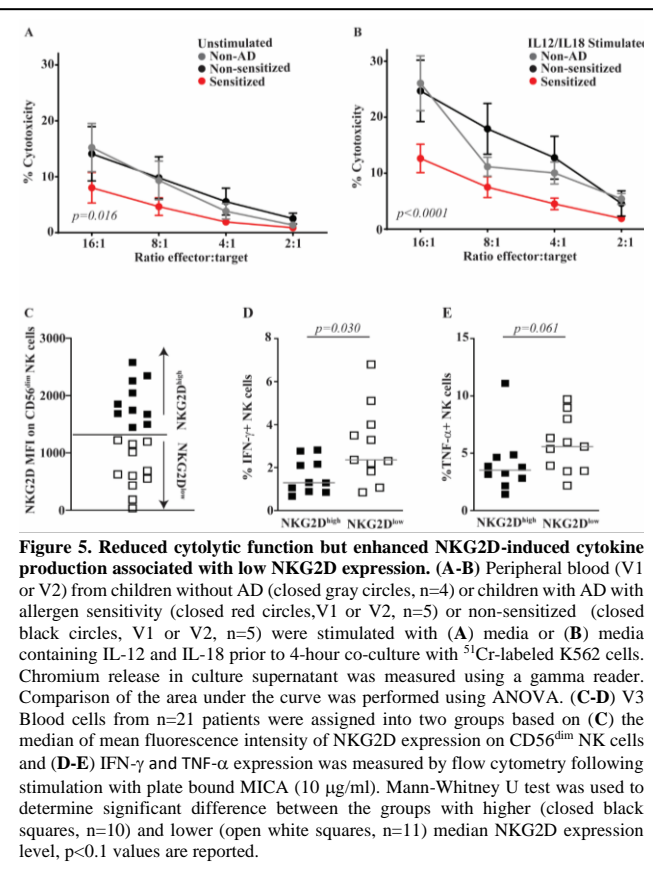 A
Unstimulated
Non-AD
Non-sensitized
Sensitized
30
20
10
0
% Cytotoxicity
p=0.016
16:1 8:1 4:1 2:1
Ratio effector:target
B
IL12/IL18 Stimulated
Non-AD
Non-sensitized
Sensitized
30
20
10
0
% Cytotoxicity
p<0.0001
16:1 8:1 4:1 2:1
Ratio effector:target
C
3000
2000
1000
0
NKG2D MFI on CD56dim NK cells
NKG2Dhigh
NKG2Dlow
D
p=0.030
8
6
4
2
0
% IFN-γ+ NK cells
NKG2Dhigh NKG2Dlow
E
p=0.061
15
10
5
0
%TNF-α+ NK cells
NKG2Dhigh NKG2Dlow
Figure 5. Reduced cytolytic function but enhanced NKG2D-induced cytokine
production associated with low NKG2D expression. (A-B) Peripheral blood (V1
or V2) from children without AD (closed gray circles, n=4) or children with AD with
allergen sensitivity (closed red circles,V1 or V2, n=5) or non-sensitized (closed
black circles, V1 or V2, n=5) were stimulated with (A) media or (B) media
containing IL-12 and IL-18 prior to 4-hour co-culture with 51Cr-labeled K562 cells.
Chromium release in culture supernatant was measured using a gamma reader.
Comparison of the area under the curve was performed using ANOVA. (C-D) V3
Blood cells from n=21 patients were assigned into two groups based on (C) the
median of mean fluorescence intensity of NKG2D expression on CD56dim NK cells
and (D-E) IFN-γ and TNF-α expression was measured by flow cytometry following
stimulation with plate bound MICA (10 μg/ml). Mann-Whitney U test was used to
determine significant difference between the groups with higher (closed black
squares, n=10) and lower (open white squares, n=11) median NKG2D expression
level, p<0.1 values are reported.